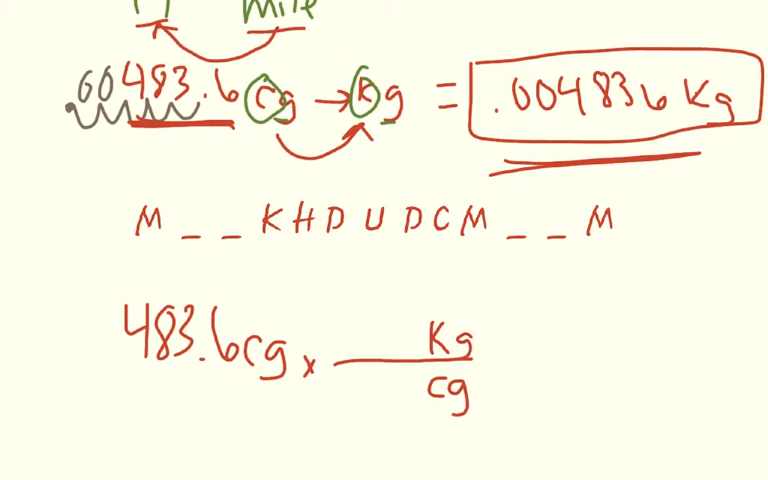 Mile
00483.6 cg → Kg = .004836 Kg
M _ _ K H D U D C M _ _ M
483.6cg x Kg
cg